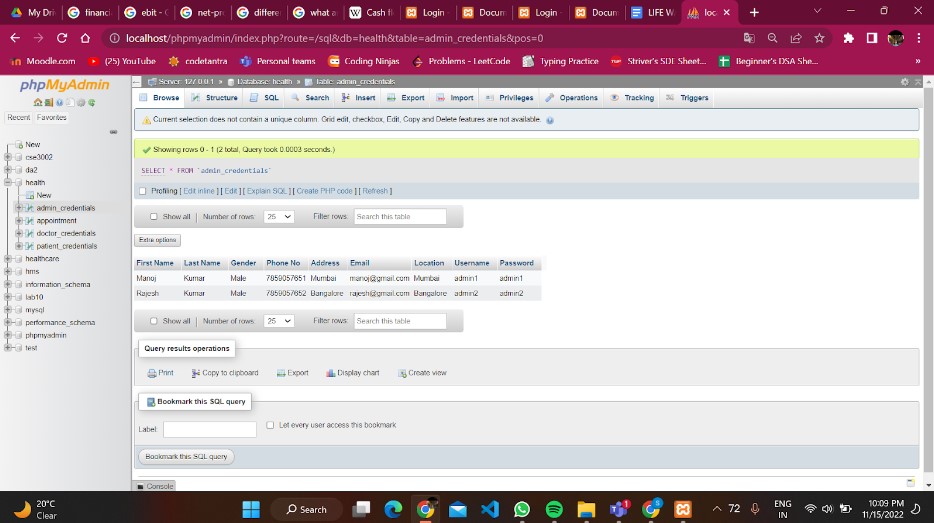 My Dri
financi
ebit - G
net-pro
differe
what a
Cash fl
Login -
Docum
Login -
Docum
LIFE W
loc
localhost/phpmyadmin/index.php?route=/sql&db=health&table=admin_credentials&pos=0
Moodle.com
(25) YouTube
codetantra
Personal teams
Coding Ninjas
Problems - LeetCode
Typing Practice
Striver's SDE Sheet...
Beginner's DSA She...
phpMyAdmin
Recent Favorites
New
cse3002
da2
health
New
admin_credentials
appointment
doctor_credentials
patient_credentials
healthcare
hms
information_schema
lab10
mysql
performance_schema
phpmyadmin
test
Server: 127.0.0.1 » Database: health » Table: admin_credentials
Browse Structure SQL Search Insert Export Import Privileges Operations Tracking Triggers
Current selection does not contain a unique column. Grid edit, checkbox, Edit, Copy and Delete features are not available.
Showing rows 0 - 1 (2 total, Query took 0.0003 seconds.)
SELECT * FROM `admin_credentials`
Profiling [ Edit inline ] [ Edit ] [ Explain SQL ] [ Create PHP code ] [ Refresh ]
Show all Number of rows: 25 Filter rows: Search this table
Extra options
First Name Last Name Gender Phone No Address Email Location Username Password
Manoj Kumar Male 7859057651 Mumbai manoj@gmail.com Mumbai admin1 admin1
Rajesh Kumar Male 7859057652 Bangalore rajesh@gmail.com Bangalore admin2 admin2
Show all Number of rows: 25 Filter rows: Search this table
Query results operations
Print Copy to clipboard Export Display chart Create view
Bookmark this SQL query
Label: Let every user access this bookmark
Bookmark this SQL query
Console
20°C
Clear
Search
72
ENG
IN
10:09 PM
11/15/2022